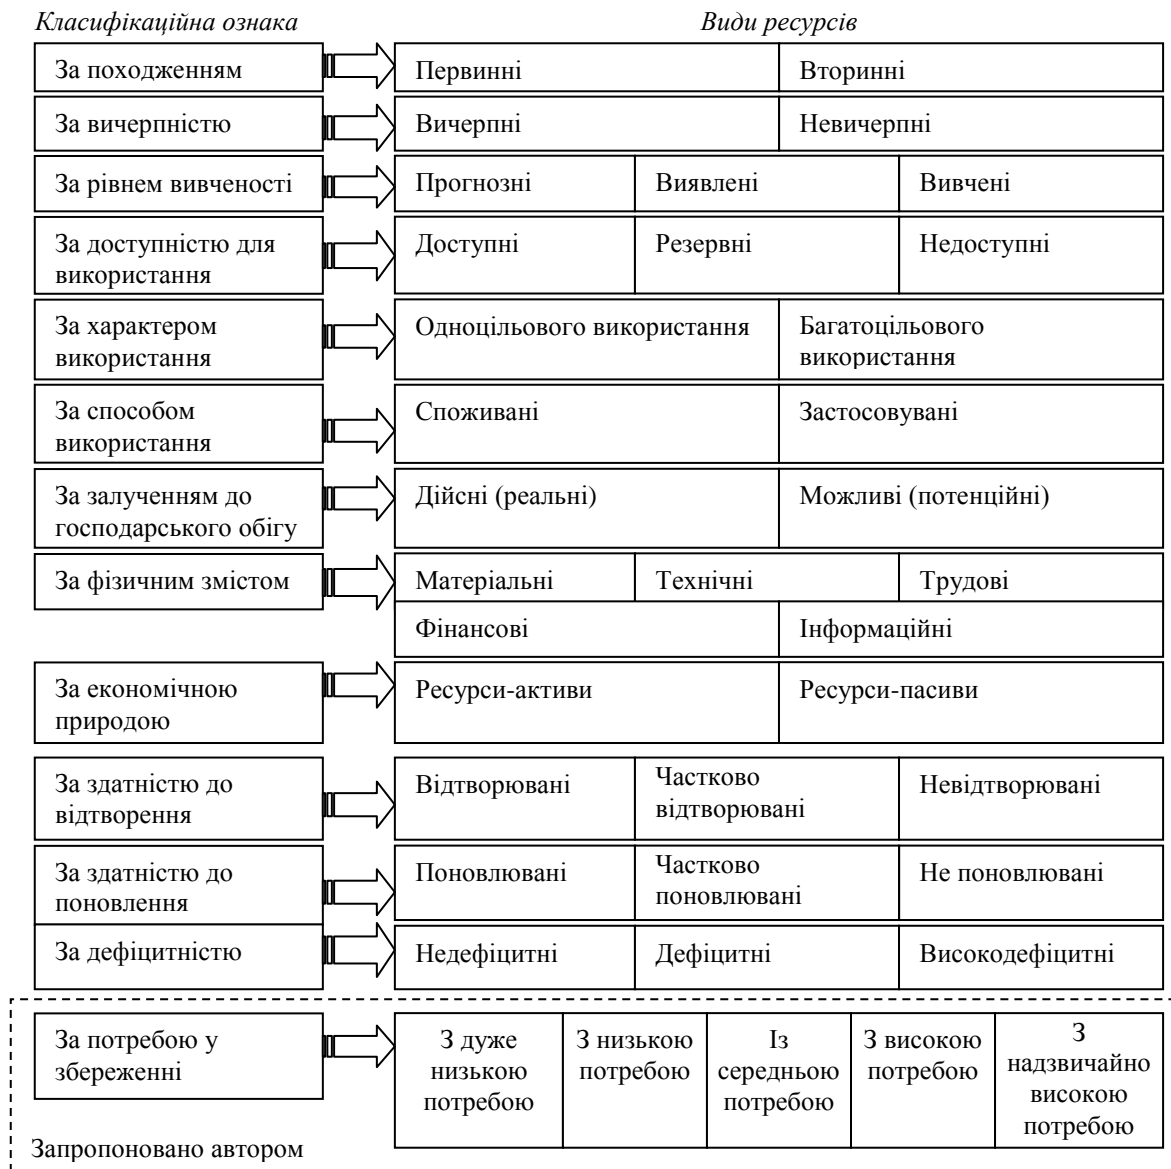 Класифікаційна ознака
Види ресурсів
За походженням
Первинні
Вторинні
За вичерпністю
Вичерпні
Невичерпні
За рівнем вивченості
Прогнозні
Виявлені
Вивчені
За доступністю для
використання
Доступні
Резервні
Недоступні
За характером
використання
Одноцільового використання
Багатоцільового
використання
За способом
використання
Споживані
Застосовувані
За залученням до
господарського обігу
Дійсні (реальні)
Можливі (потенційні)
За фізичним змістом
Матеріальні
Технічні
Трудові
Фінансові
Інформаційні
За економічною
природою
Ресурси-активи
Ресурси-пасиви
За здатністю до
відтворення
Відтворювані
Частково
відтворювані
Невідтворювані
За здатністю до
поновлення
Поновлювані
Частково
поновлювані
Не поновлювані
За дефіцитністю
Недефіцитні
Дефіцитні
Високодефіцитні
За потребою у
збереженні
З дуже
низькою
потребою
З низькою
потребою
Із
середньою
потребою
З високою
потребою
З
надзвичайно
високою
потребою
Запропоновано автором